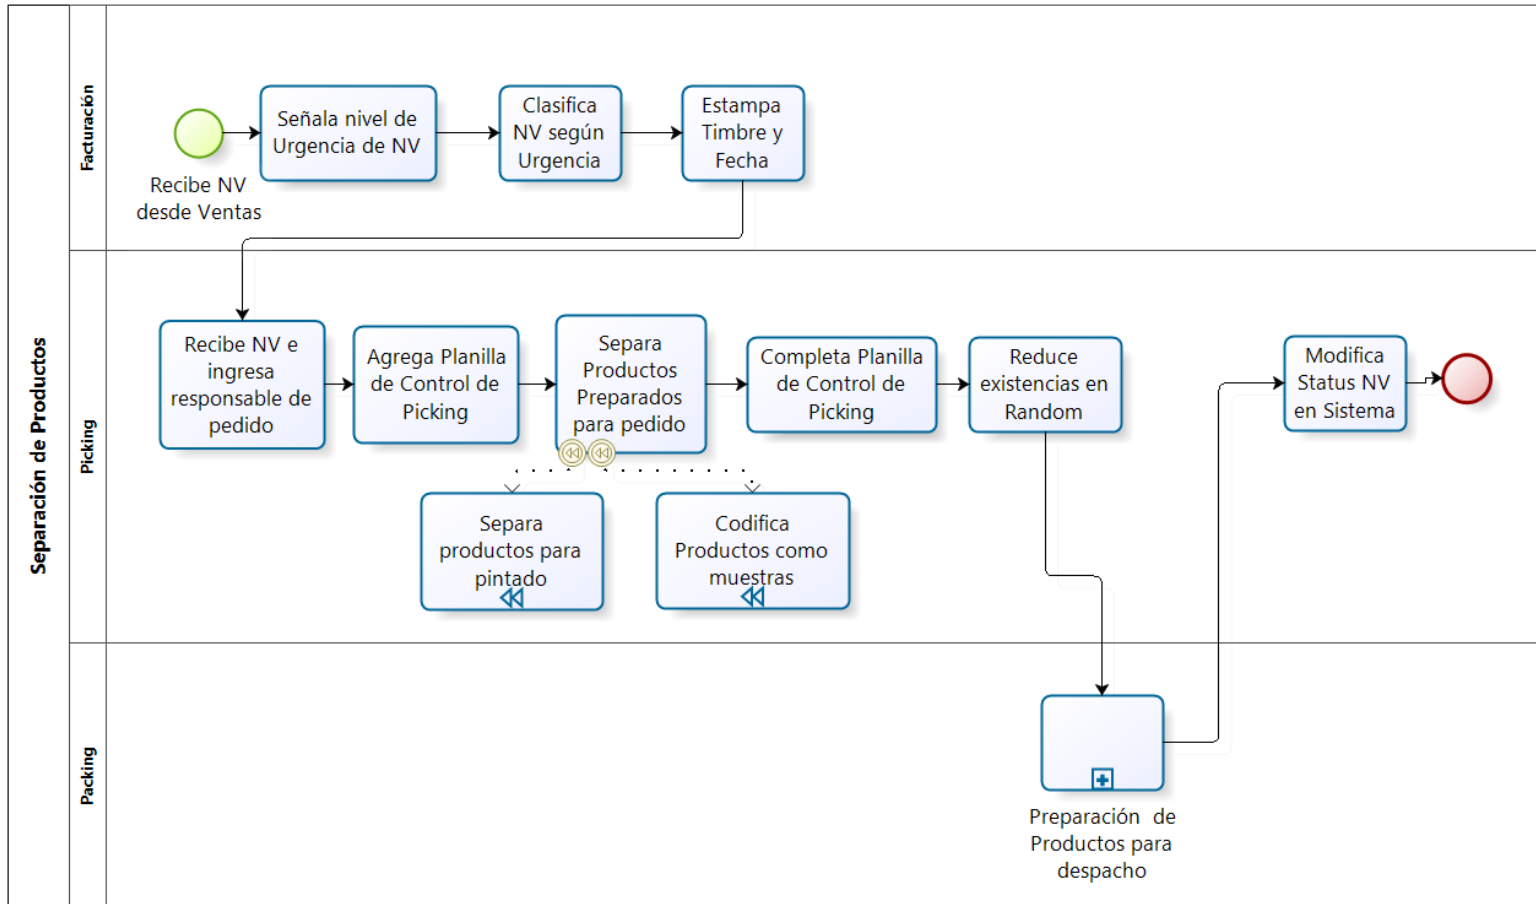 Separación de Productos
Facturación
Recibe NV
desde Ventas
Señala nivel de
Urgencia de NV
Clasifica
NV según
Urgencia
Estampa
Timbre y
Fecha
Picking
Recibe NV e
ingresa
responsable de
pedido
Agrega Planilla
de Control de
Picking
Separa
Productos
Preparados
para pedido
Completa Planilla
de Control de
Picking
Reduce
existencias en
Random
Modifica
Status NV
en Sistema
Separa
productos para
pintado
Codifica
Productos como
muestras
Packing
Preparación de
Productos para
despacho